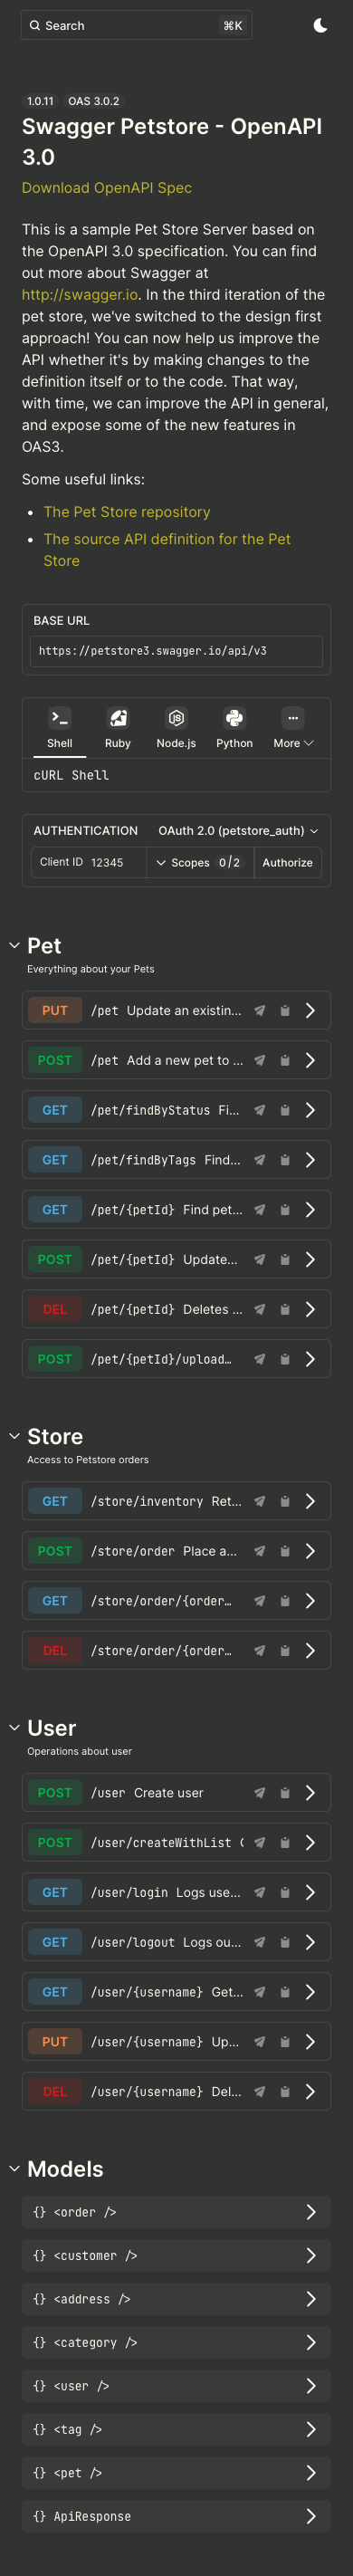 Search ⌘K
1.0.11 OAS 3.0.2
Swagger Petstore - OpenAPI
3.0
Download OpenAPI Spec
This is a sample Pet Store Server based on
the OpenAPI 3.0 specification. You can find
out more about Swagger at
http://swagger.io. In the third iteration of the
pet store, we've switched to the design first
approach! You can now help us improve the
API whether it's by making changes to the
definition itself or to the code. That way,
with time, we can improve the API in general,
and expose some of the new features in
OAS3.
Some useful links:
• The Pet Store repository
• The source API definition for the Pet
Store
BASE URL
https://petstore3.swagger.io/api/v3
Shell Ruby Node.js Python More
cURL Shell
AUTHENTICATION OAuth 2.0 (petstore_auth)
Client ID 12345 Scopes 0/2 Authorize
Pet
Everything about your Pets
PUT /pet Update an existin...
POST /pet Add a new pet to ...
GET /pet/findByStatus Fi...
GET /pet/findByTags Find...
GET /pet/{petId} Find pet...
POST /pet/{petId} Update...
DEL /pet/{petId} Deletes ...
POST /pet/{petId}/upload…
Store
Access to Petstore orders
GET /store/inventory Ret...
POST /store/order Place a...
GET /store/order/{order…
DEL /store/order/{order…
User
Operations about user
POST /user Create user
POST /user/createWithList
GET /user/login Logs use...
GET /user/logout Logs ou...
GET /user/{username} Get...
PUT /user/{username} Up...
DEL /user/{username} Del...
Models
{} <order />
{} <customer />
{} <address />
{} <category />
{} <user />
{} <tag />
{} <pet />
{} ApiResponse